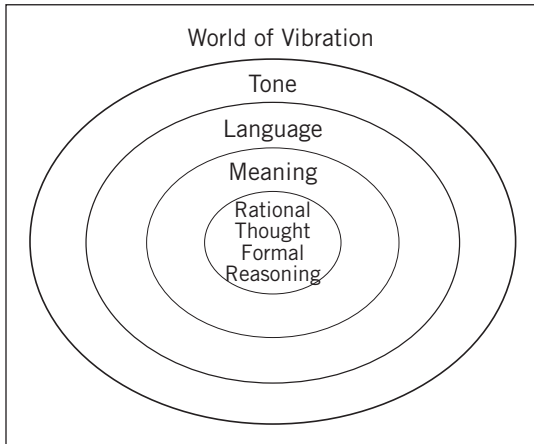 World of Vibration
Tone
Language
Meaning
Rational
Thought
Formal
Reasoning